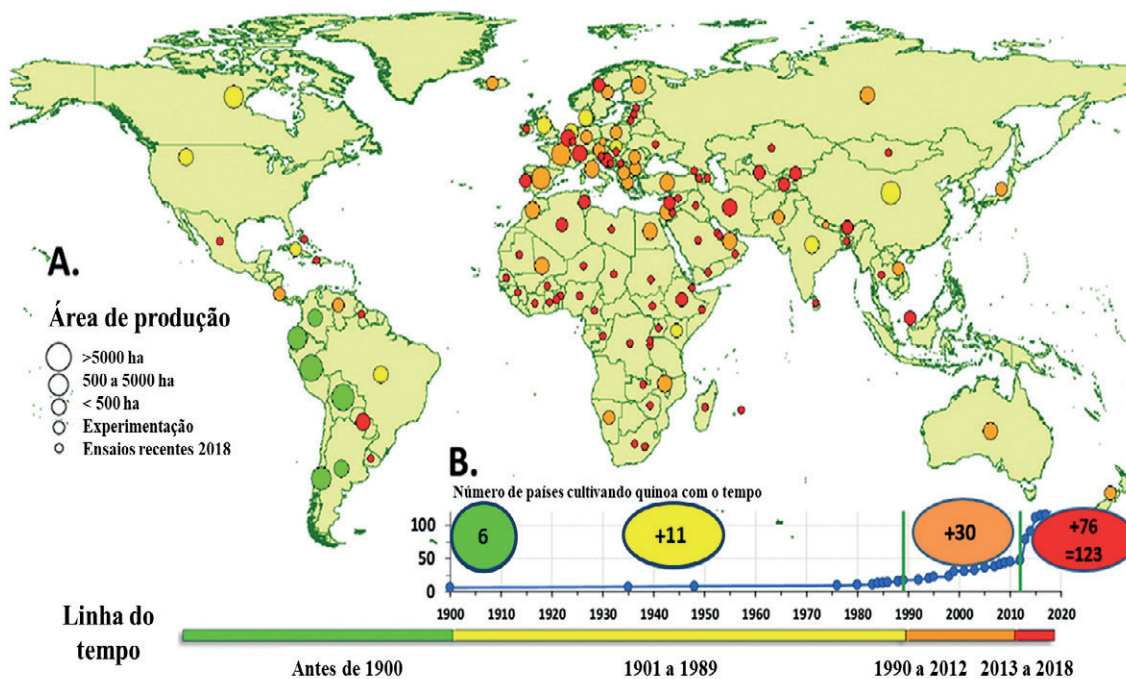 A.
Área de produção
>5000 ha
500 a 5000 ha
< 500 ha
Experimentação
Ensaios recentes 2018
B.
Número de países cultivando quinoa com o tempo
100
50
0
6
+11
+30
+76
=123
1900 1910 1920 1930 1940 1950 1960 1970 1980 1990 2000 2010 2020
Linha do
tempo
Antes de 1900
1901 a 1989
1990 a 2012
2013 a 2018